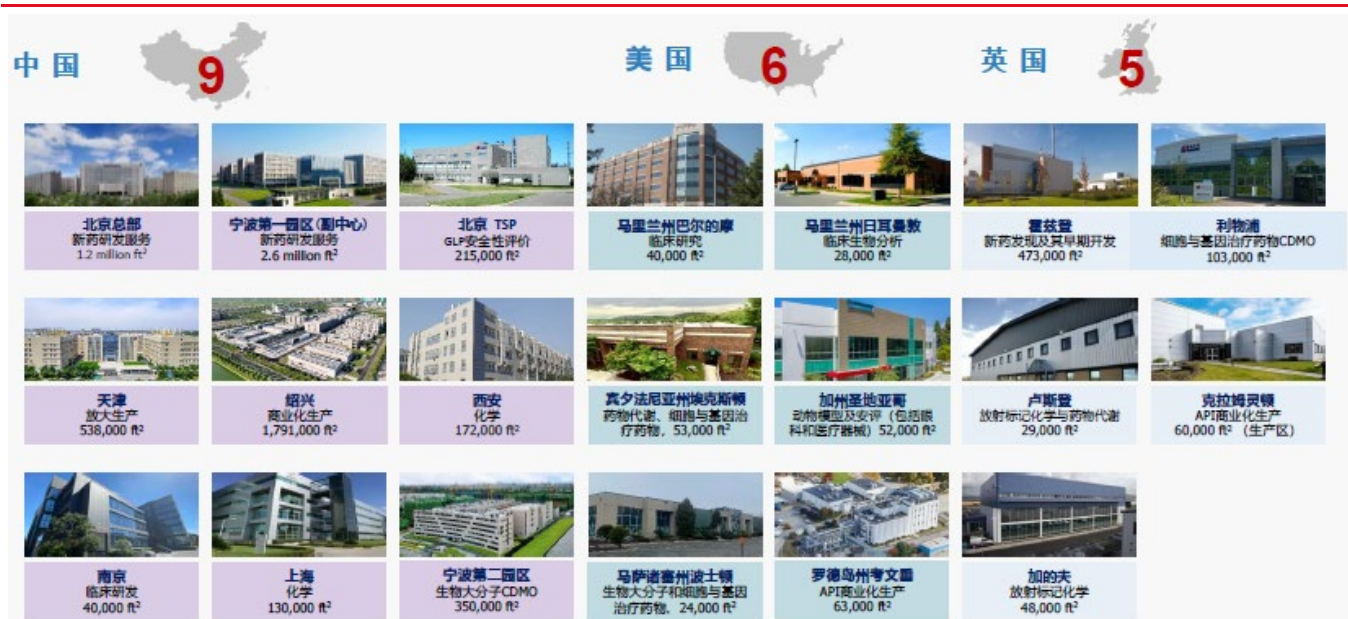 中国
9
美国
6
英国
5
北京总部
新药研发服务
1.2 million ft²
宁波第一园区(副中心)
新药研发服务
2.6 million ft²
北京 TSP
GLP安全性评价
215,000 ft²
马里兰州巴尔的摩
临床研究
40,000 ft²
马里兰州日耳曼敦
临床生物分析
28,000 ft²
霍兹登
新药发现及其早期开发
473,000 ft²
利物浦
细胞与基因治疗药物CDMO
103,000 ft²
天津
放大生产
538,000 ft²
绍兴
商业化生产
1,791,000 ft²
西安
化学
172,000 ft²
宾夕法尼亚州埃克斯顿
药物代谢、细胞与基因治
疗药物, 53,000 ft²
加州圣地亚哥
动物模型及安评（包括眼
科和医疗器械）52,000 ft²
卢斯登
放射标记化学与药物代谢
29,000 ft²
克拉姆灵顿
API商业化生产
60,000 ft² （生产区）
南京
临床研发
40,000 ft²
上海
化学
130,000 ft²
宁波第二园区
生物大分子CDMO
350,000 ft²
马萨诸塞州波士顿
生物大分子和细胞与基因
治疗药物、24,000 ft²
罗德岛州考文垂
API商业化生产
63,000 ft²
加的夫
放射标记化学
48,000 ft²